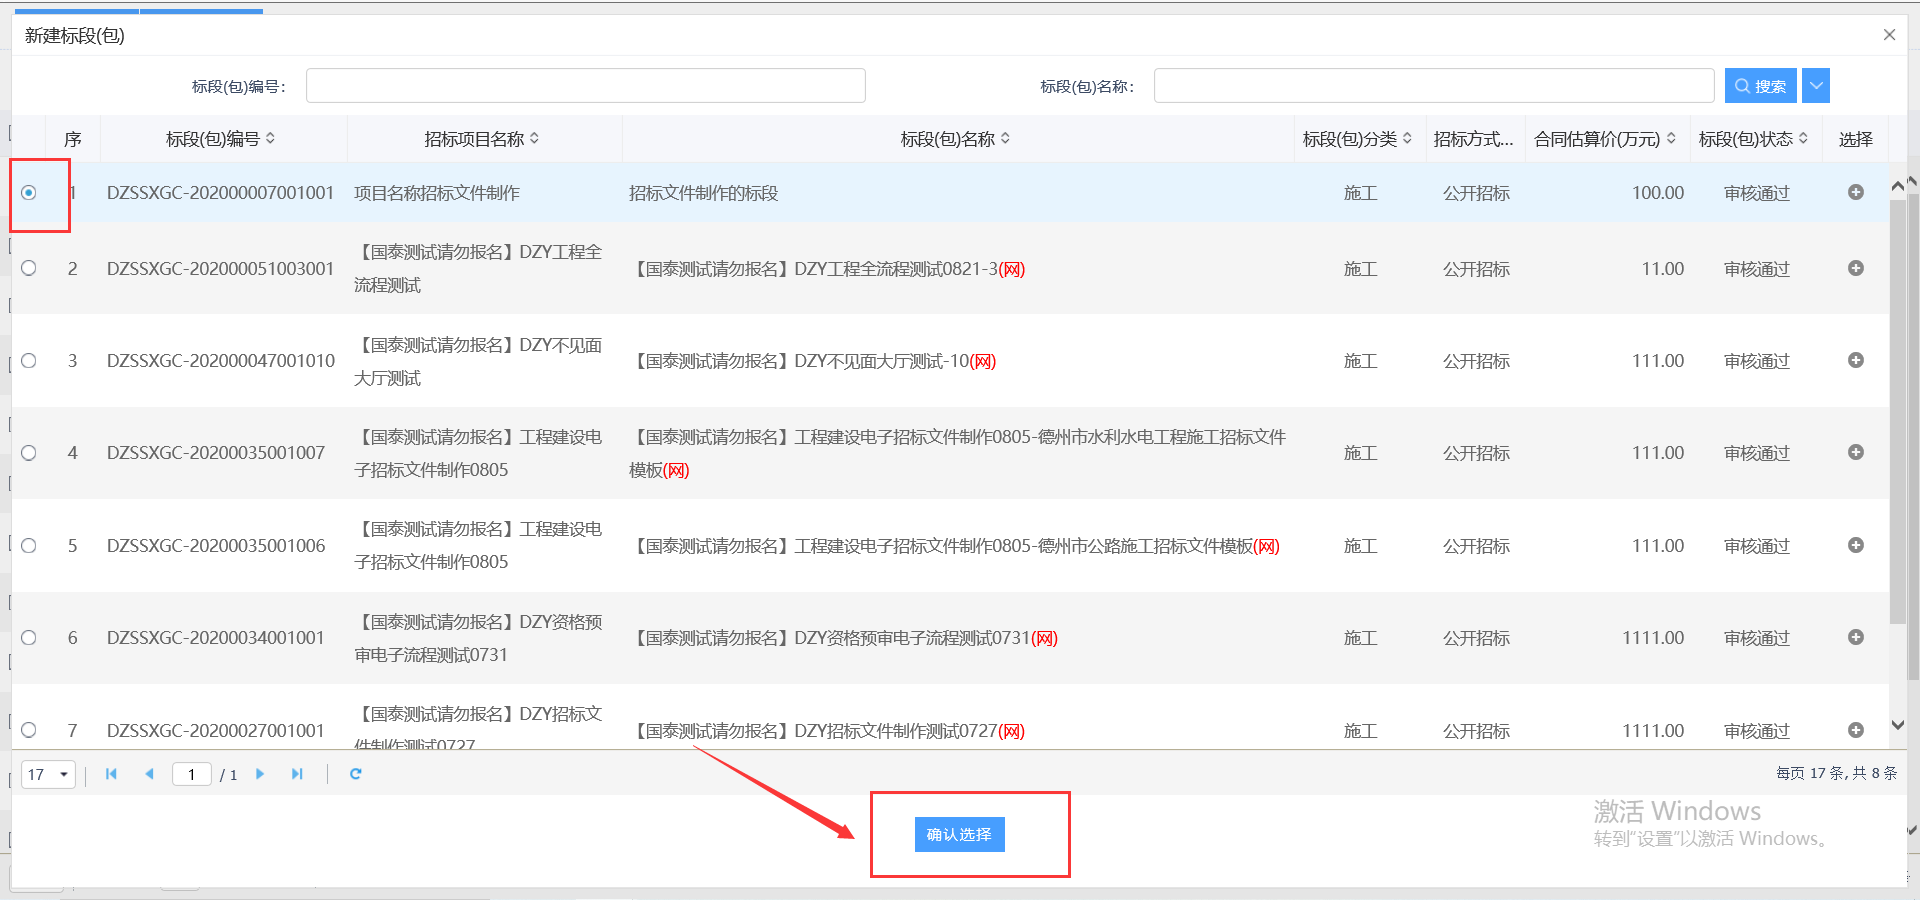 新建标段(包)
标段(包)编号:
标段(包)名称:
搜索
序 标段(包)编号 招标项目名称 标段(包)名称 标段(包)分类 招标方式... 合同估算价(万元) 标段(包)状态 选择
1 DZSSXGC-202000007001001 项目名称招标文件制作 招标文件制作的标段 施工 公开招标 100.00 审核通过
2 DZSSXGC-202000051003001 【国泰测试请勿报名】DZY工程全
流程测试 【国泰测试请勿报名】DZY工程全流程测试0821-3(网) 施工 公开招标 11.00 审核通过
3 DZSSXGC-202000047001010 【国泰测试请勿报名】DZY不见面
大厅测试 【国泰测试请勿报名】DZY不见面大厅测试-10(网) 施工 公开招标 111.00 审核通过
4 DZSSXGC-20200035001007 【国泰测试请勿报名】工程建设电
子招标文件制作0805 【国泰测试请勿报名】工程建设电子招标文件制作0805-德州市水利水电工程施工招标文件
模板(网) 施工 公开招标 111.00 审核通过
5 DZSSXGC-20200035001006 【国泰测试请勿报名】工程建设电
子招标文件制作0805 【国泰测试请勿报名】工程建设电子招标文件制作0805-德州市公路施工招标文件模板(网) 施工 公开招标 111.00 审核通过
6 DZSSXGC-20200034001001 【国泰测试请勿报名】DZY资格预
审电子流程测试0731 【国泰测试请勿报名】DZY资格预审电子流程测试0731(网) 施工 公开招标 1111.00 审核通过
7 DZSSXGC-20200027001001 【国泰测试请勿报名】DZY招标文
件制作测试0727 【国泰测试请勿报名】DZY招标文件制作测试0727(网) 施工 公开招标 1111.00 审核通过
17 1 / 1 每页 17 条, 共 8 条
确认选择
激活 Windows
转到“设置”以激活 Windows。